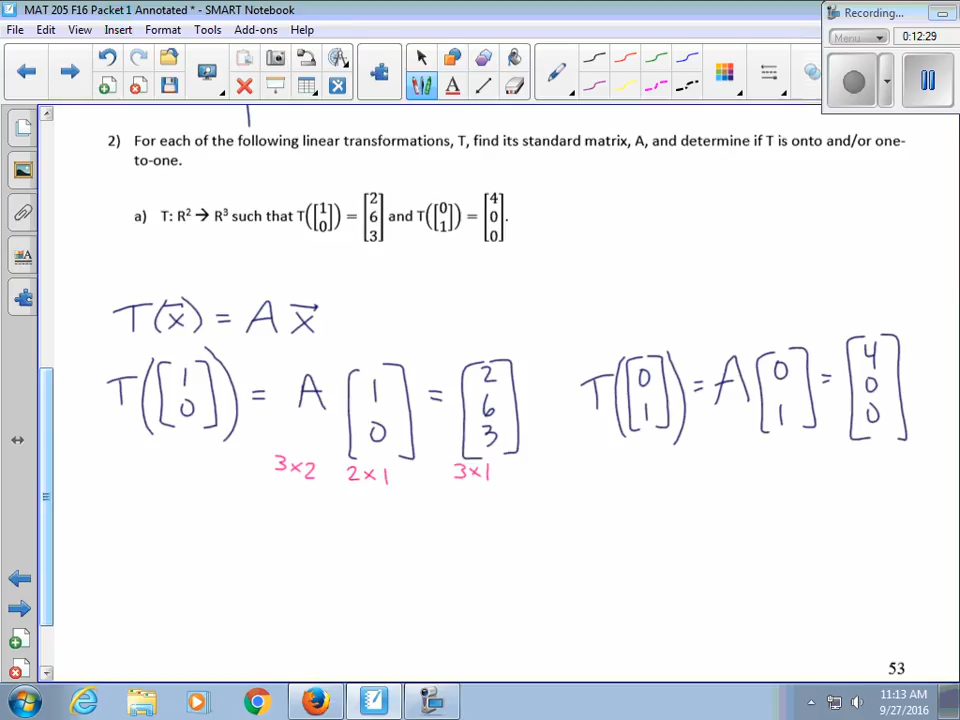 MAT 205 F16 Packet 1 Annotated * - SMART Notebook
Recording...
File Edit View Insert Format Tools Add-ons Help
Menu 0:12:29
2) For each of the following linear transformations, T, find its standard matrix, A, and determine if T is onto and/or one-
to-one.
a) T: R² → R³ such that T([1 0]) = [2 6 3] and T([0 1]) = [4 0 0].
T(x⃗) = A x⃗
T([1 0]) = A [1 0] = [2 6 3] T([0 1]) = A [0 1] = [4 0 0]
3×2 2×1 3×1
53
11:13 AM
9/27/2016